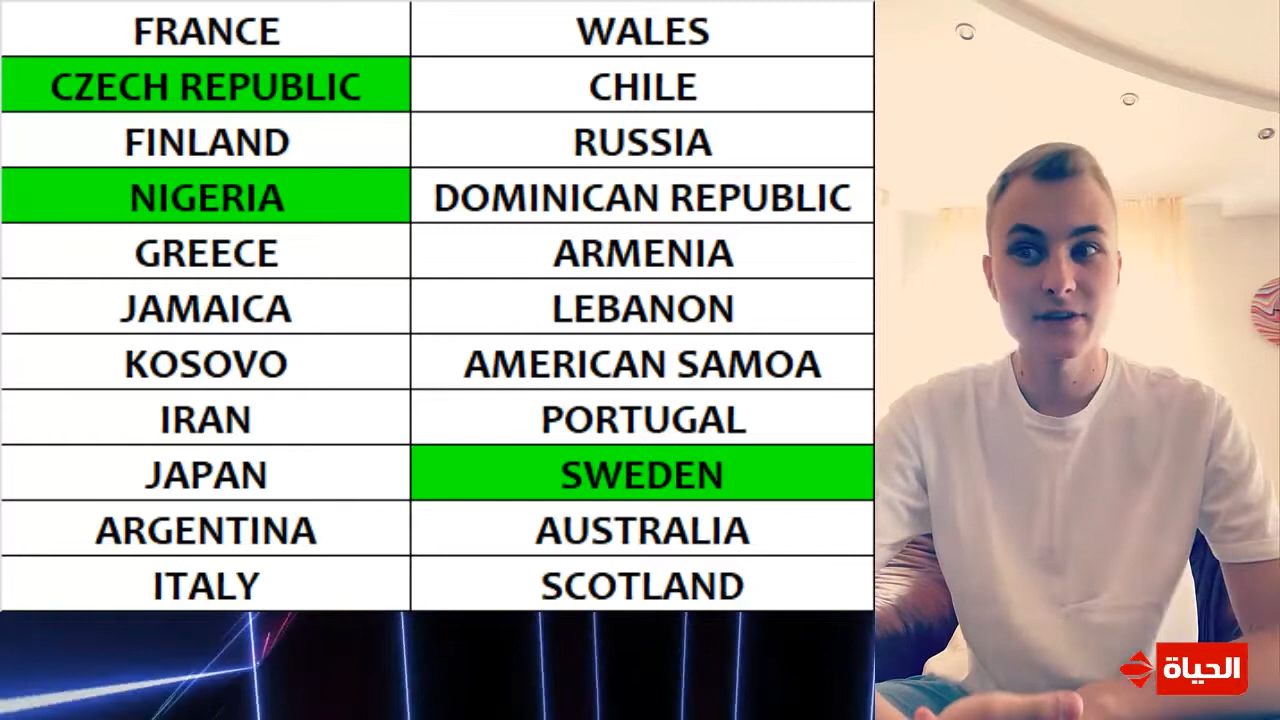 FRANCE WALES
CZECH REPUBLIC CHILE
FINLAND RUSSIA
NIGERIA DOMINICAN REPUBLIC
GREECE ARMENIA
JAMAICA LEBANON
KOSOVO AMERICAN SAMOA
IRAN PORTUGAL
JAPAN SWEDEN
ARGENTINA AUSTRALIA
ITALY SCOTLAND
الحياة